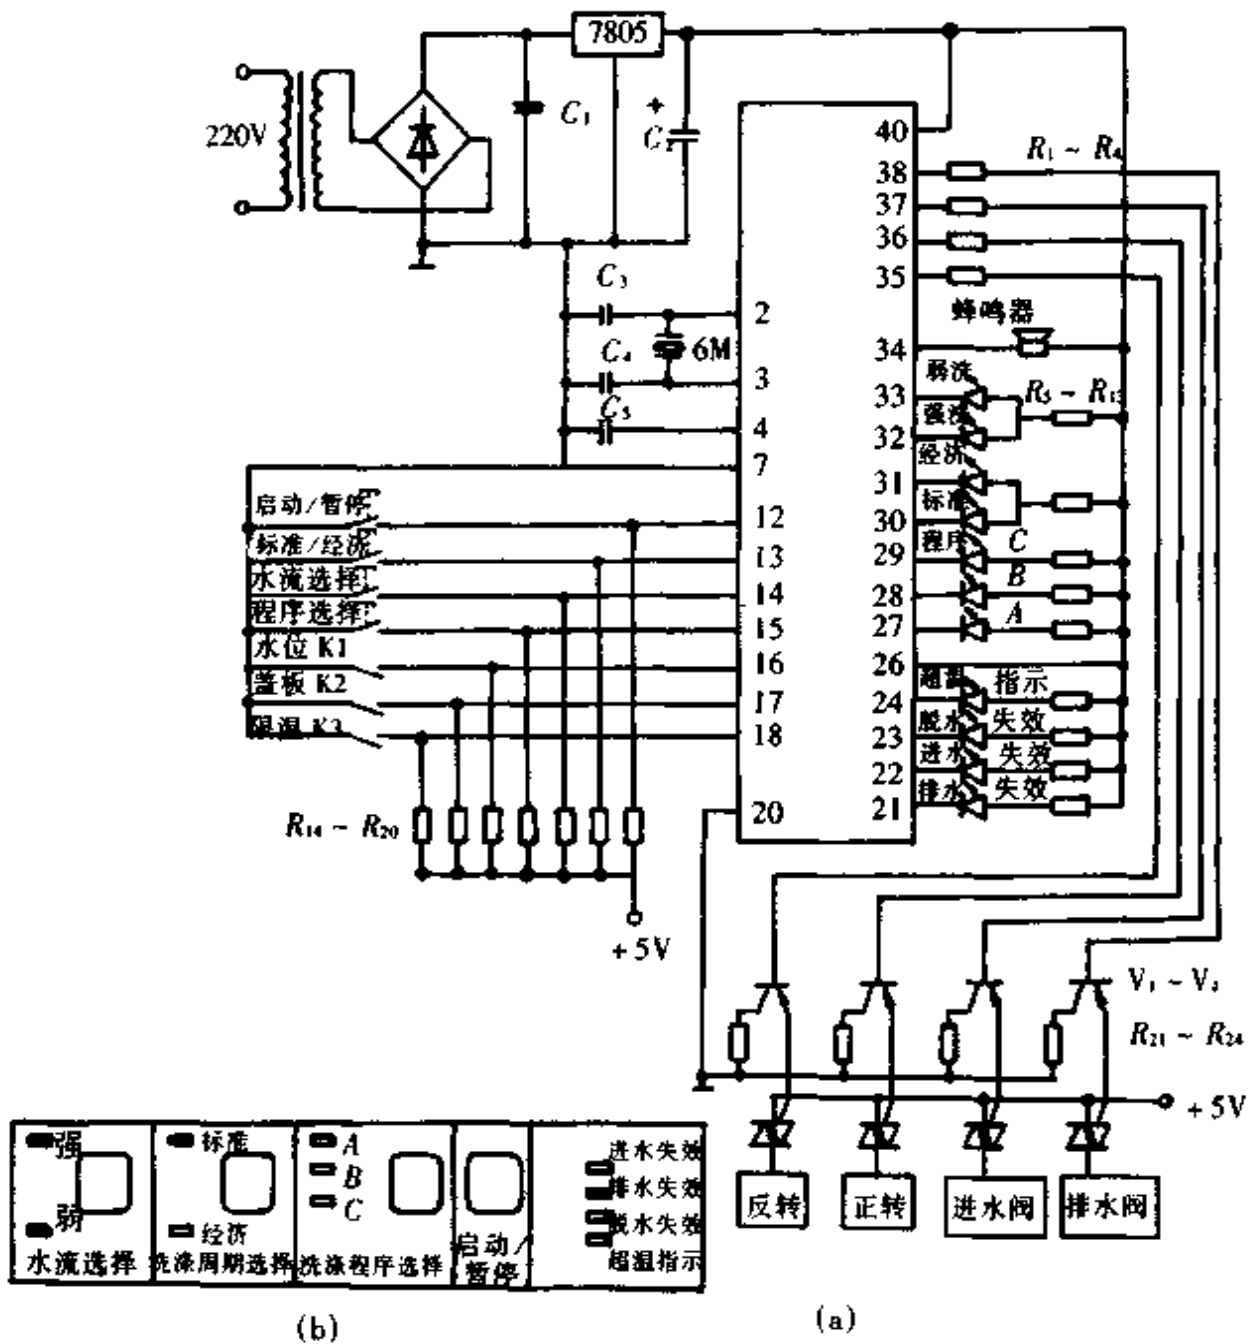 7805
220V
C₁
+
C₂
40
38
R₁ ~ R₄
37
36
35
C₃
2
蜂鸣器
C₄
6M
34
3
弱洗
33
R₅ ~ R₁₃
C₅
4
强洗
32
7
经济
31
启动/暂停
12
标准
30
标准/经济
13
程序
29
C
水流选择
14
28
B
程序选择
15
27
A
水位 K1
16
26
盖板 K2
17
超温
24
指示
限温 K3
18
脱水
23
失效
进水
22
失效
排水
21
失效
R₁₄ ~ R₂₀
20
+5V
V₁ ~ V₄
R₂₁ ~ R₂₄
+5V
反转
正转
进水阀
排水阀
强
弱
水流选择
标准
经济
洗涤周期选择
A
B
C
洗涤程序选择
启动/
暂停
进水失效
排水失效
脱水失效
超温指示
(b)
(a)